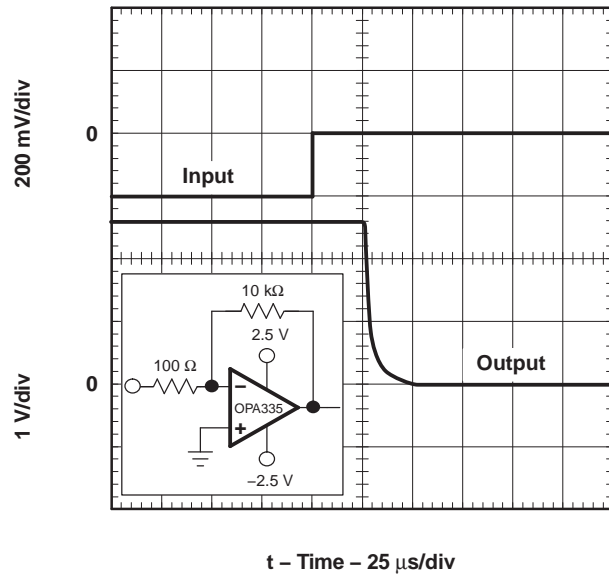 200 mV/div
0
Input
10 kΩ
2.5 V
100 Ω
−
OPA335
+
−2.5 V
Output
0
1 V/div
t – Time – 25 μs/div